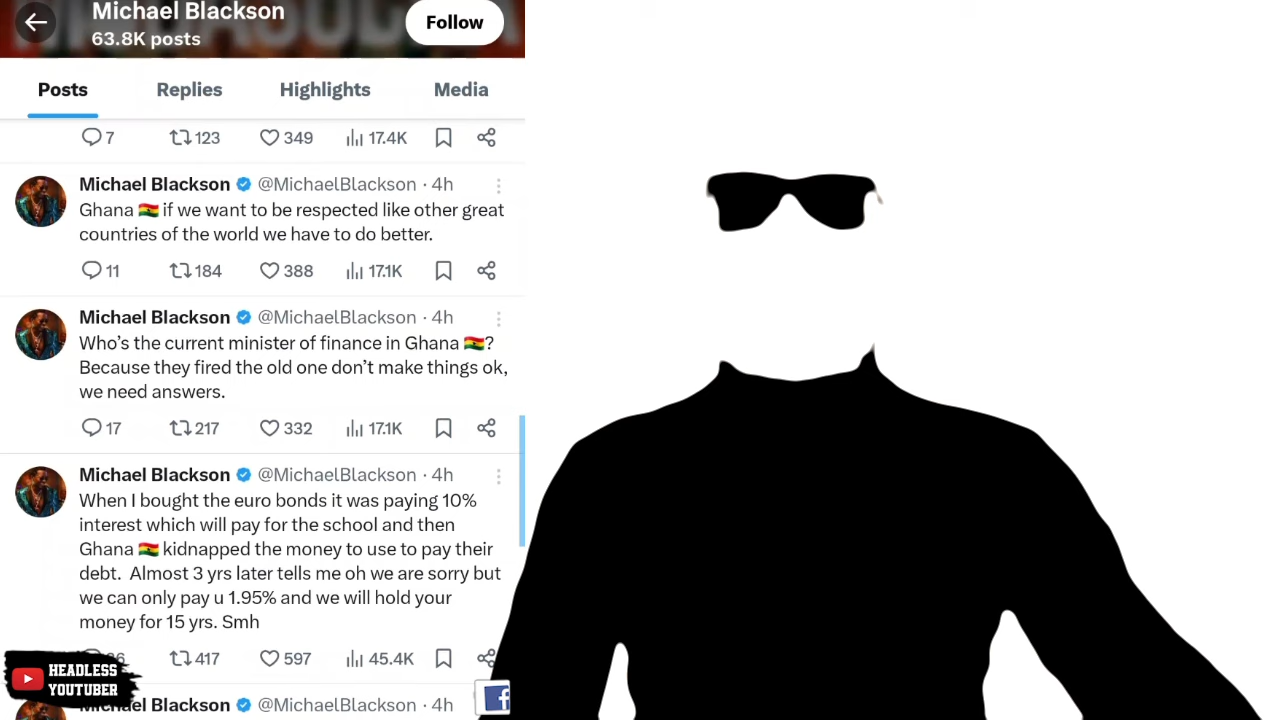 Michael Blackson
63.8K posts
Follow
Posts Replies Highlights Media
7 123 349 17.4K
Michael Blackson @MichaelBlackson · 4h
Ghana 🇬🇭 if we want to be respected like other great
countries of the world we have to do better.
11 184 388 17.1K
Michael Blackson @MichaelBlackson · 4h
Who's the current minister of finance in Ghana 🇬🇭?
Because they fired the old one don't make things ok,
we need answers.
17 217 332 17.1K
Michael Blackson @MichaelBlackson · 4h
When I bought the euro bonds it was paying 10%
interest which will pay for the school and then
Ghana 🇬🇭 kidnapped the money to use to pay their
debt. Almost 3 yrs later tells me oh we are sorry but
we can only pay u 1.95% and we will hold your
money for 15 yrs. Smh
417 597 45.4K
HEADLESS
YOUTUBER
Michael Blackson @MichaelBlackson · 4h